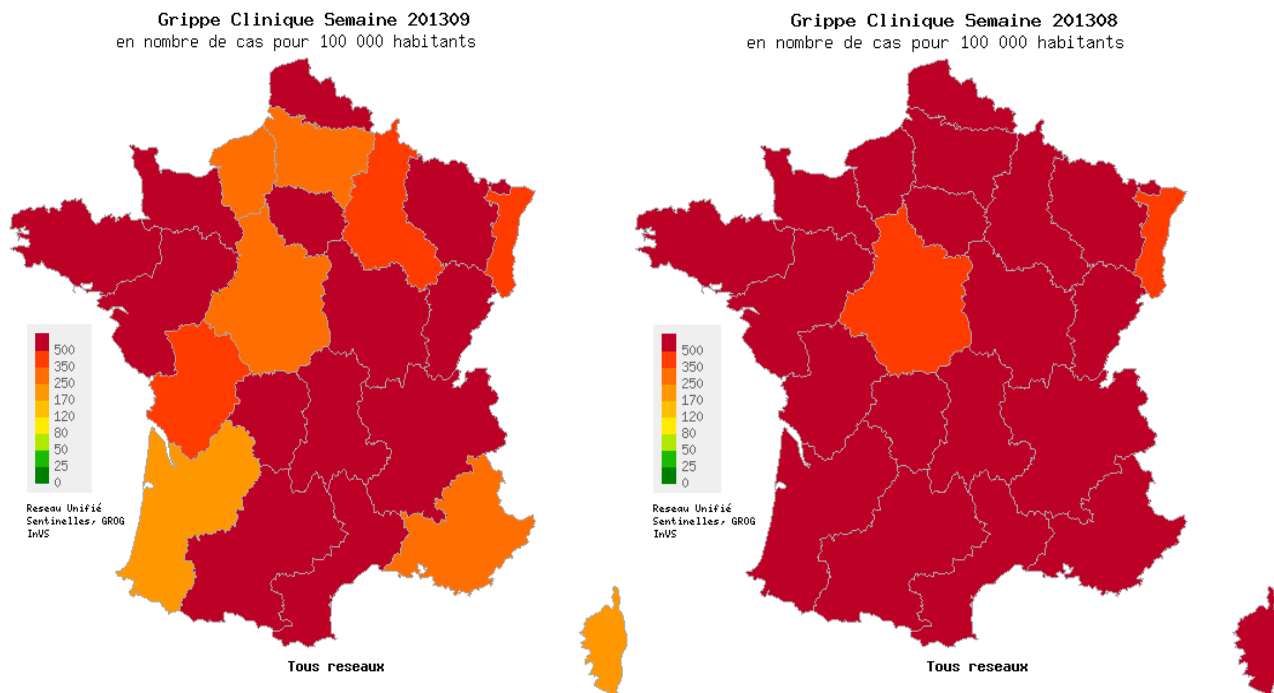 Grippe Clinique Semaine 201309
en nombre de cas pour 100 000 habitants
500
350
250
170
120
80
50
25
0
Reseau Unifié
Sentinelles, GROG
InVS
Tous reseaux
Grippe Clinique Semaine 201308
en nombre de cas pour 100 000 habitants
500
350
250
170
120
80
50
25
0
Reseau Unifié
Sentinelles, GROG
InVS
Tous reseaux